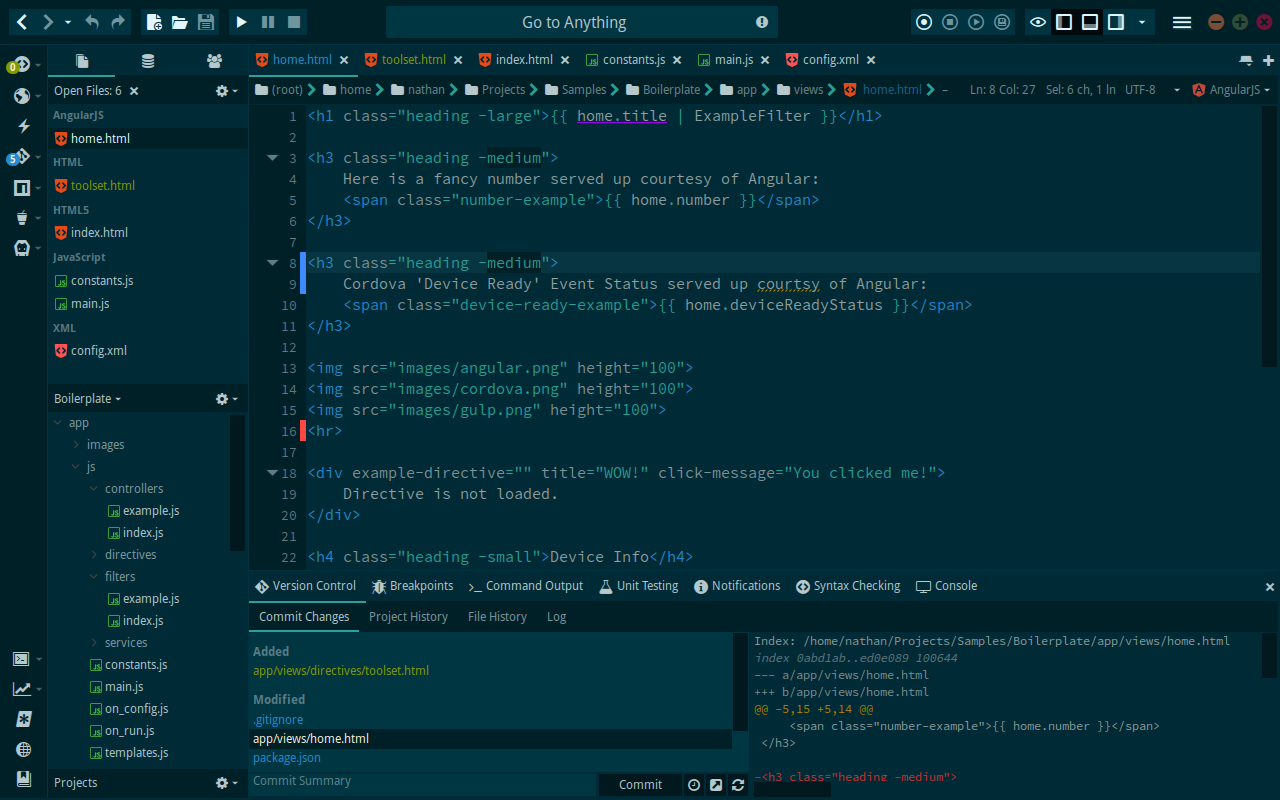 Go to Anything
0
5
Open Files: 6
AngularJS
home.html
HTML
toolset.html
HTML5
index.html
JavaScript
constants.js
main.js
XML
config.xml
Boilerplate
app
images
js
controllers
example.js
index.js
directives
filters
example.js
index.js
services
constants.js
main.js
on_config.js
on_run.js
templates.js
Projects
home.html toolset.html index.html constants.js main.js config.xml
(root) home nathan Projects Samples Boilerplate app views home.html – Ln: 8 Col: 27 Sel: 6 ch, 1 ln UTF-8 AngularJS
1 <h1 class="heading -large">{{ home.title | ExampleFilter }}</h1>
2
3 <h3 class="heading -medium">
4 Here is a fancy number served up courtesy of Angular:
5 <span class="number-example">{{ home.number }}</span>
6 </h3>
7
8 <h3 class="heading -medium">
9 Cordova 'Device Ready' Event Status served up courtsy of Angular:
10 <span class="device-ready-example">{{ home.deviceReadyStatus }}</span>
11 </h3>
12
13 <img src="images/angular.png" height="100">
14 <img src="images/cordova.png" height="100">
15 <img src="images/gulp.png" height="100">
16 <hr>
17
18 <div example-directive="" title="WOW!" click-message="You clicked me!">
19 Directive is not loaded.
20 </div>
21
22 <h4 class="heading -small">Device Info</h4>
Version Control Breakpoints Command Output Unit Testing Notifications Syntax Checking Console
Commit Changes Project History File History Log
Added
app/views/directives/toolset.html
Modified
.gitignore
app/views/home.html
package.json
Commit Summary Commit
Index: /home/nathan/Projects/Samples/Boilerplate/app/views/home.html
index 0abd1ab..ed0e089 100644
--- a/app/views/home.html
+++ b/app/views/home.html
@@ -5,15 +5,14 @@
<span class="number-example">{{ home.number }}</span>
</h3>
-<h3 class="heading -medium">